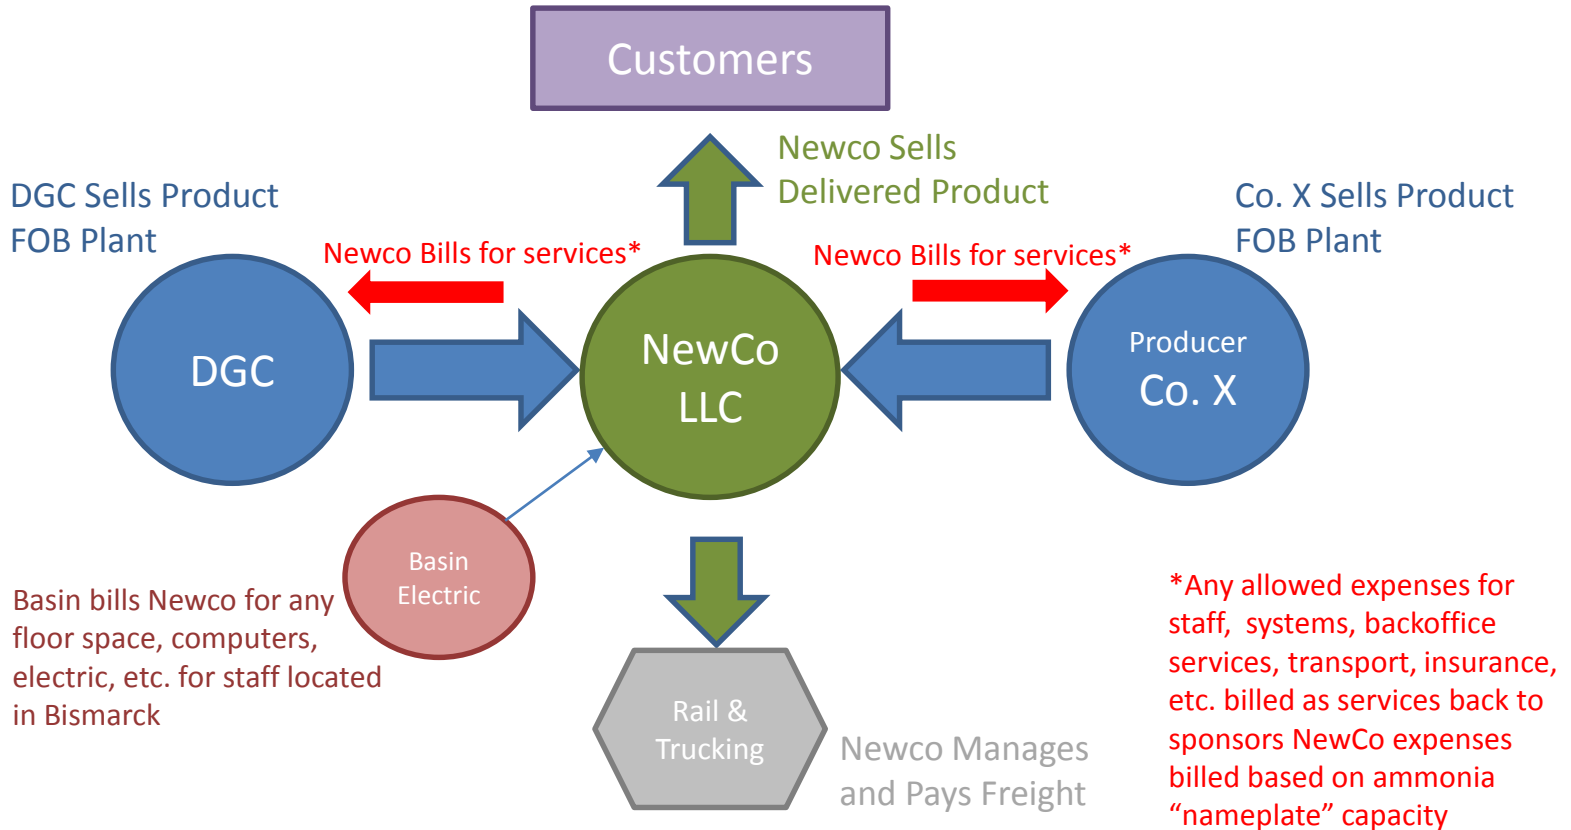 Customers
Newco Sells
Delivered Product
DGC Sells Product
FOB Plant
Co. X Sells Product
FOB Plant
Newco Bills for services*
Newco Bills for services*
DGC
NewCo
LLC
Producer
Co. X
Basin
Electric
Basin bills Newco for any
floor space, computers,
electric, etc. for staff located
in Bismarck
Rail &
Trucking
Newco Manages
and Pays Freight
*Any allowed expenses for
staff, systems, backoffice
services, transport, insurance,
etc. billed as services back to
sponsors NewCo expenses
billed based on ammonia
“nameplate” capacity